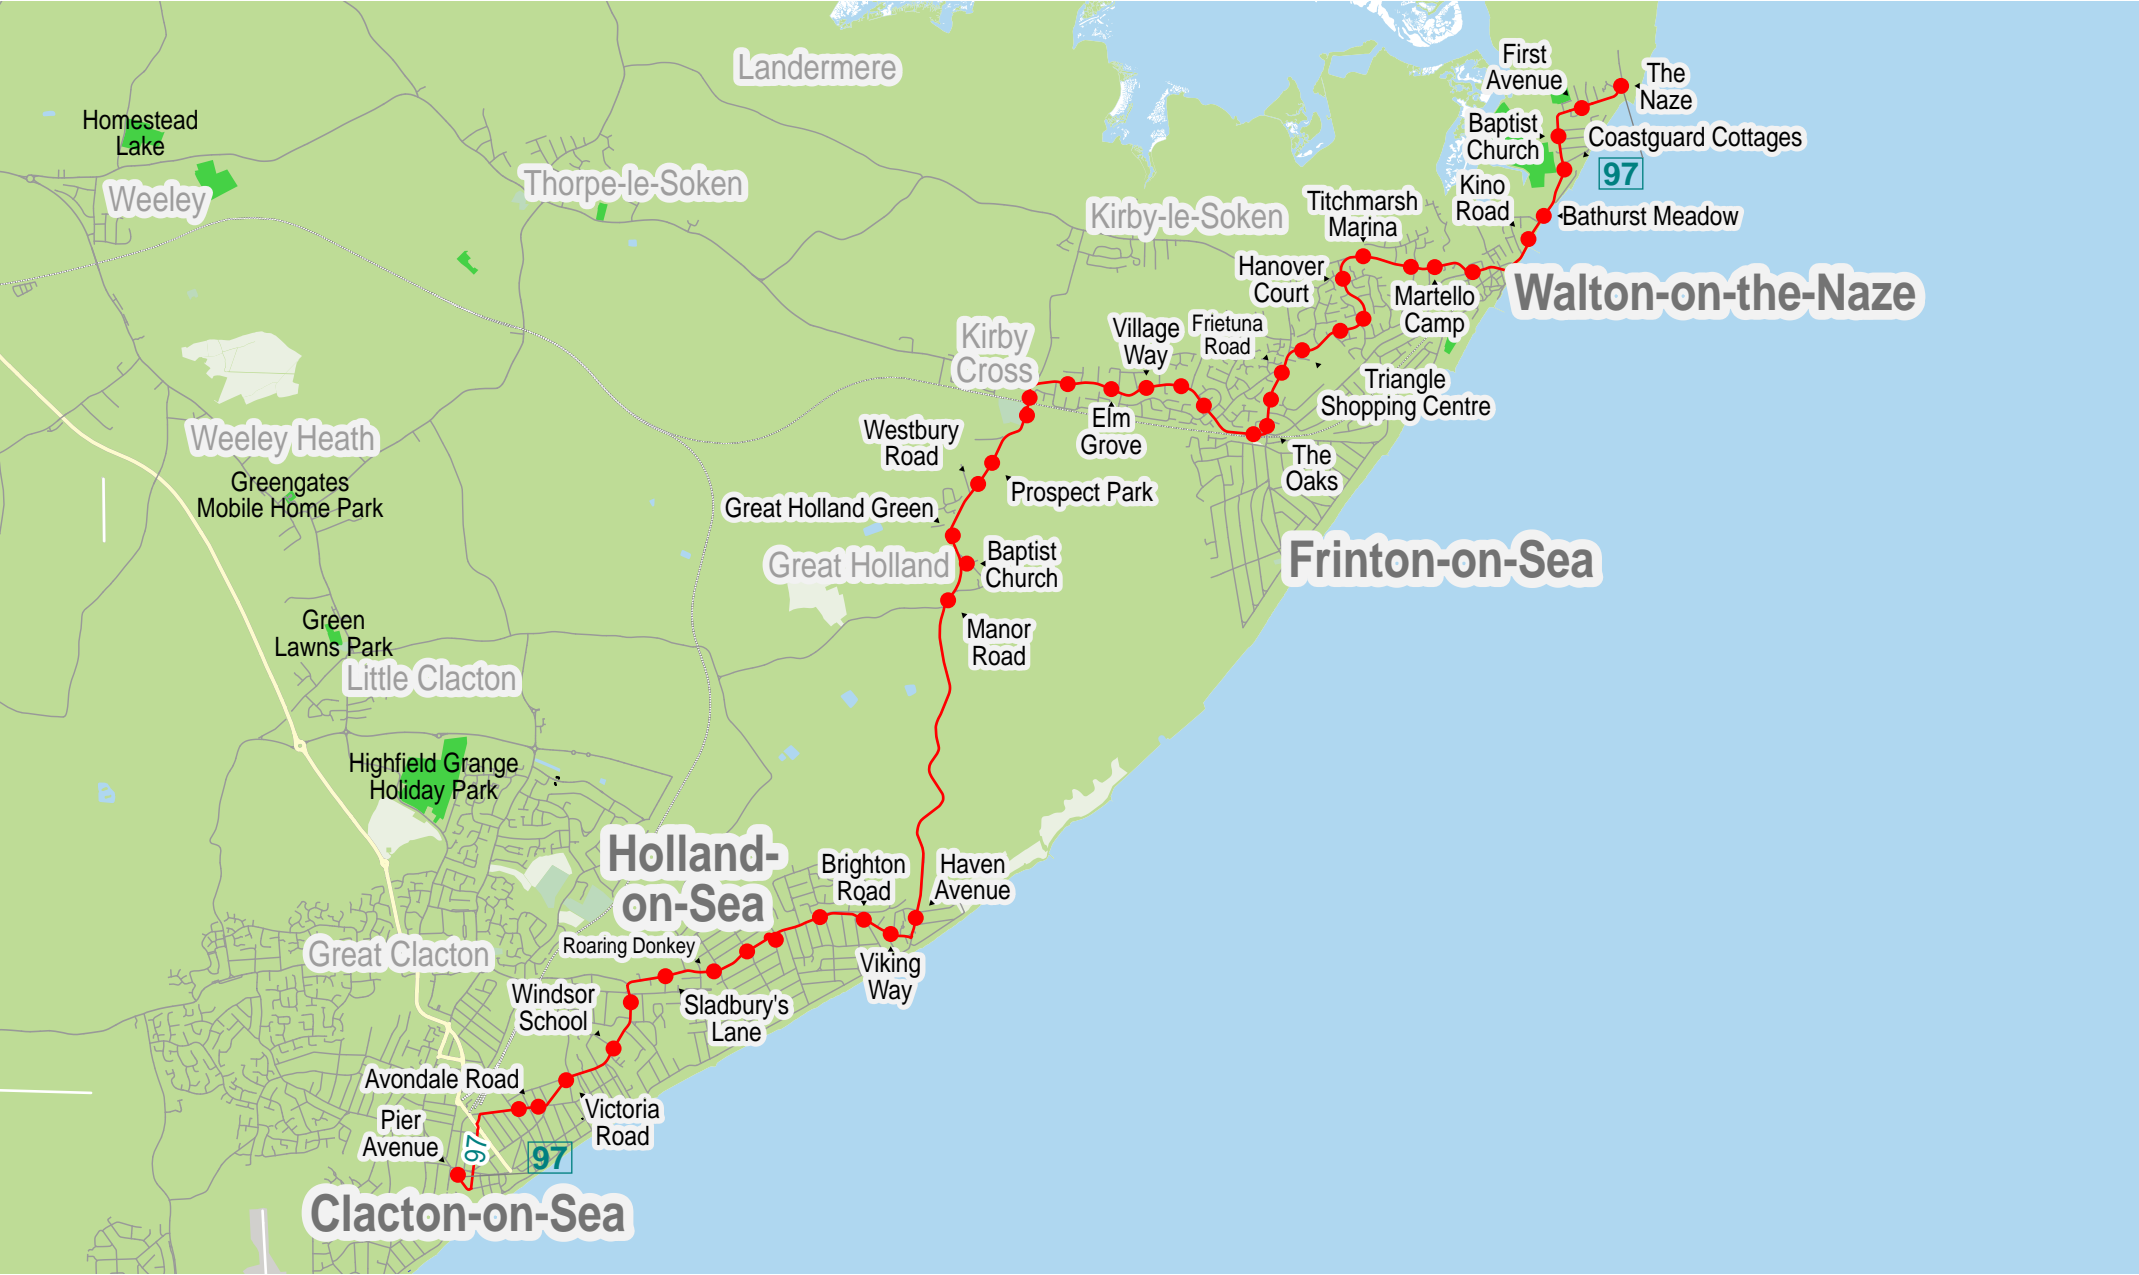 Landermere
First
Avenue
The
Naze
Homestead
Lake
Baptist
Church
Coastguard Cottages
97
Weeley
Thorpe-le-Soken
Kirby-le-Soken
Titchmarsh
Marina
Kino
Road
Bathurst Meadow
Hanover
Court
Martello
Camp
Walton-on-the-Naze
Kirby
Cross
Village
Way
Frietuna
Road
Triangle
Shopping Centre
Elm
Grove
Westbury
Road
The
Oaks
Weeley Heath
Greengates
Mobile Home Park
Prospect Park
Great Holland Green
Great Holland
Baptist
Church
Frinton-on-Sea
Manor
Road
Green
Lawns Park
Little Clacton
Highfield Grange
Holiday Park
Holland-
on-Sea
Brighton
Road
Haven
Avenue
Roaring Donkey
Viking
Way
Great Clacton
Windsor
School
Sladbury's
Lane
Avondale Road
Victoria
Road
Pier
Avenue
97
97
Clacton-on-Sea